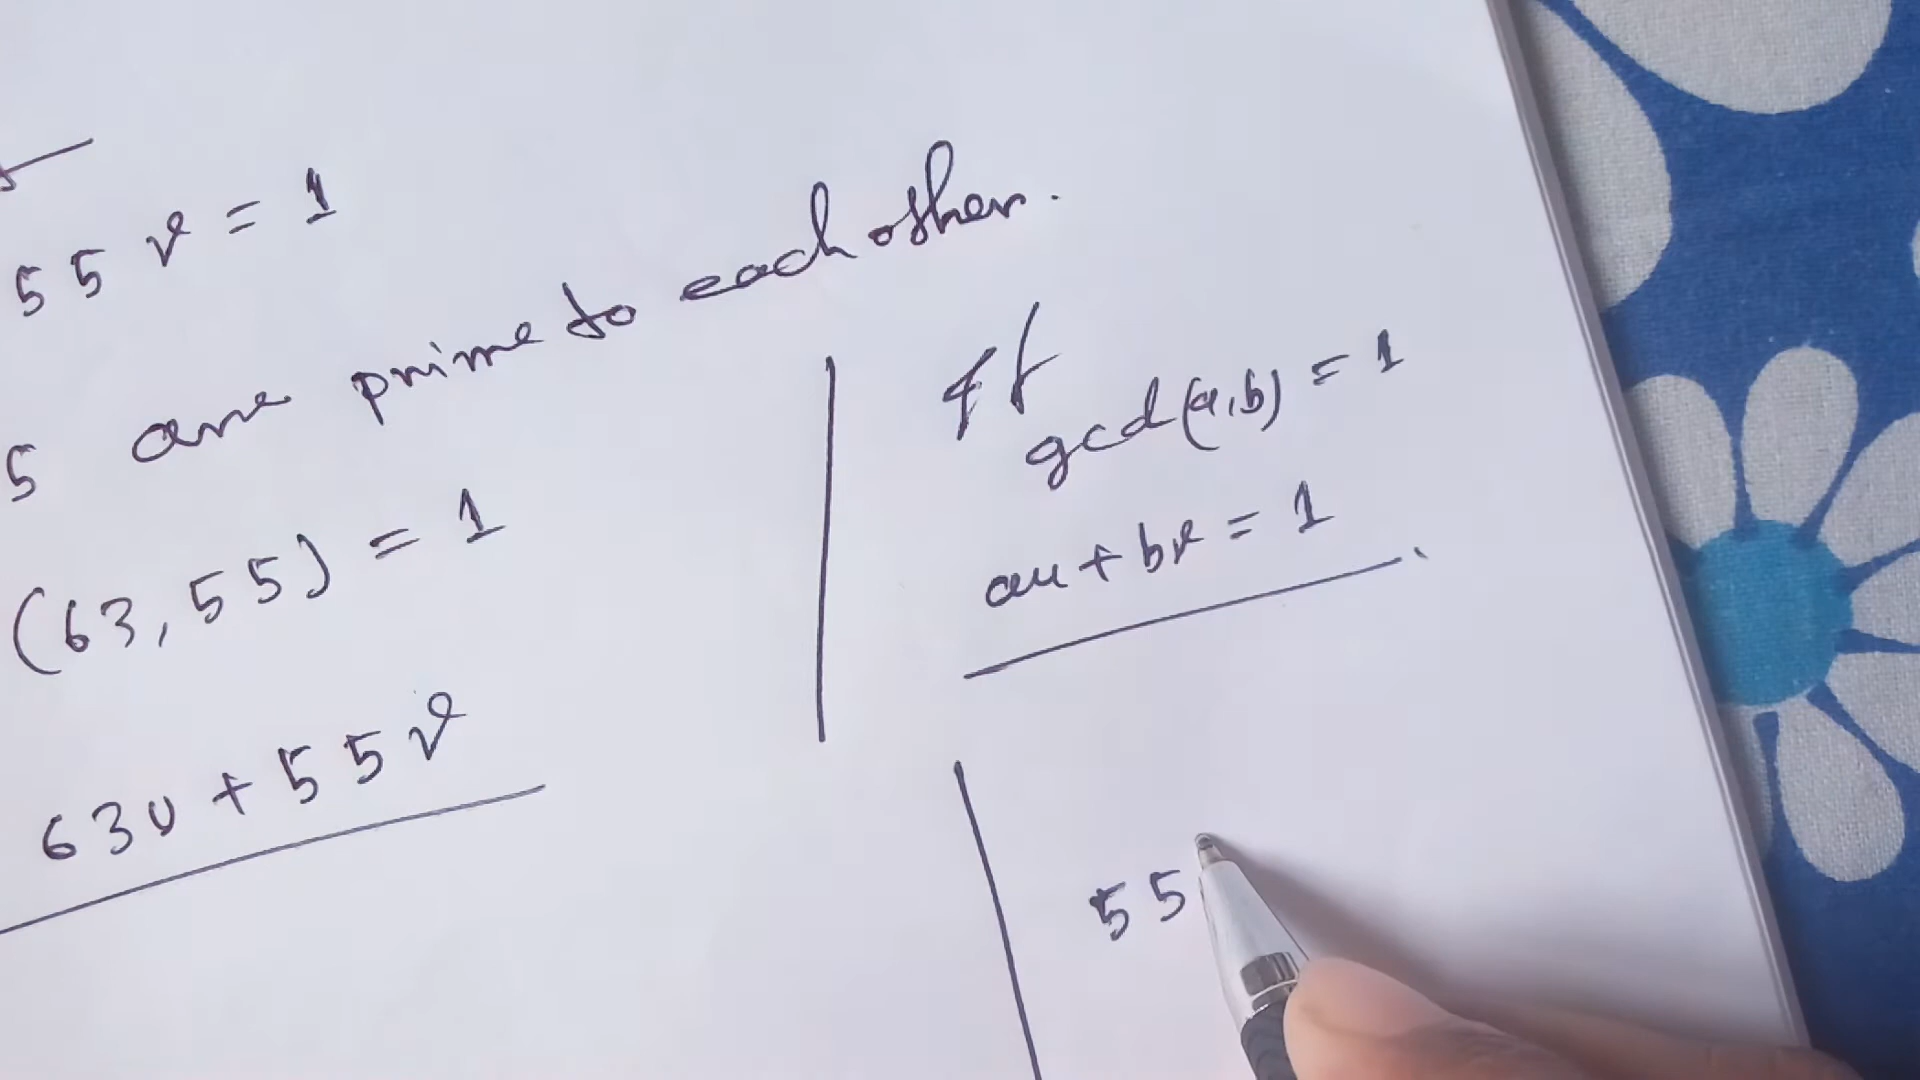 55v = 1
5 are prime to each other.
(63, 55) = 1
63u + 55v
If
gcd(a,b) = 1
au + bv = 1
55